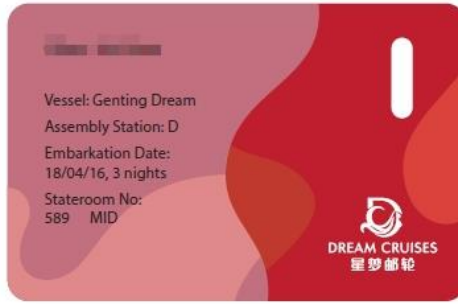 Vessel: Genting Dream
Assembly Station: D
Embarkation Date:
18/04/16, 3 nights
Stateroom No:
589 MID
DREAM CRUISES
星梦邮轮